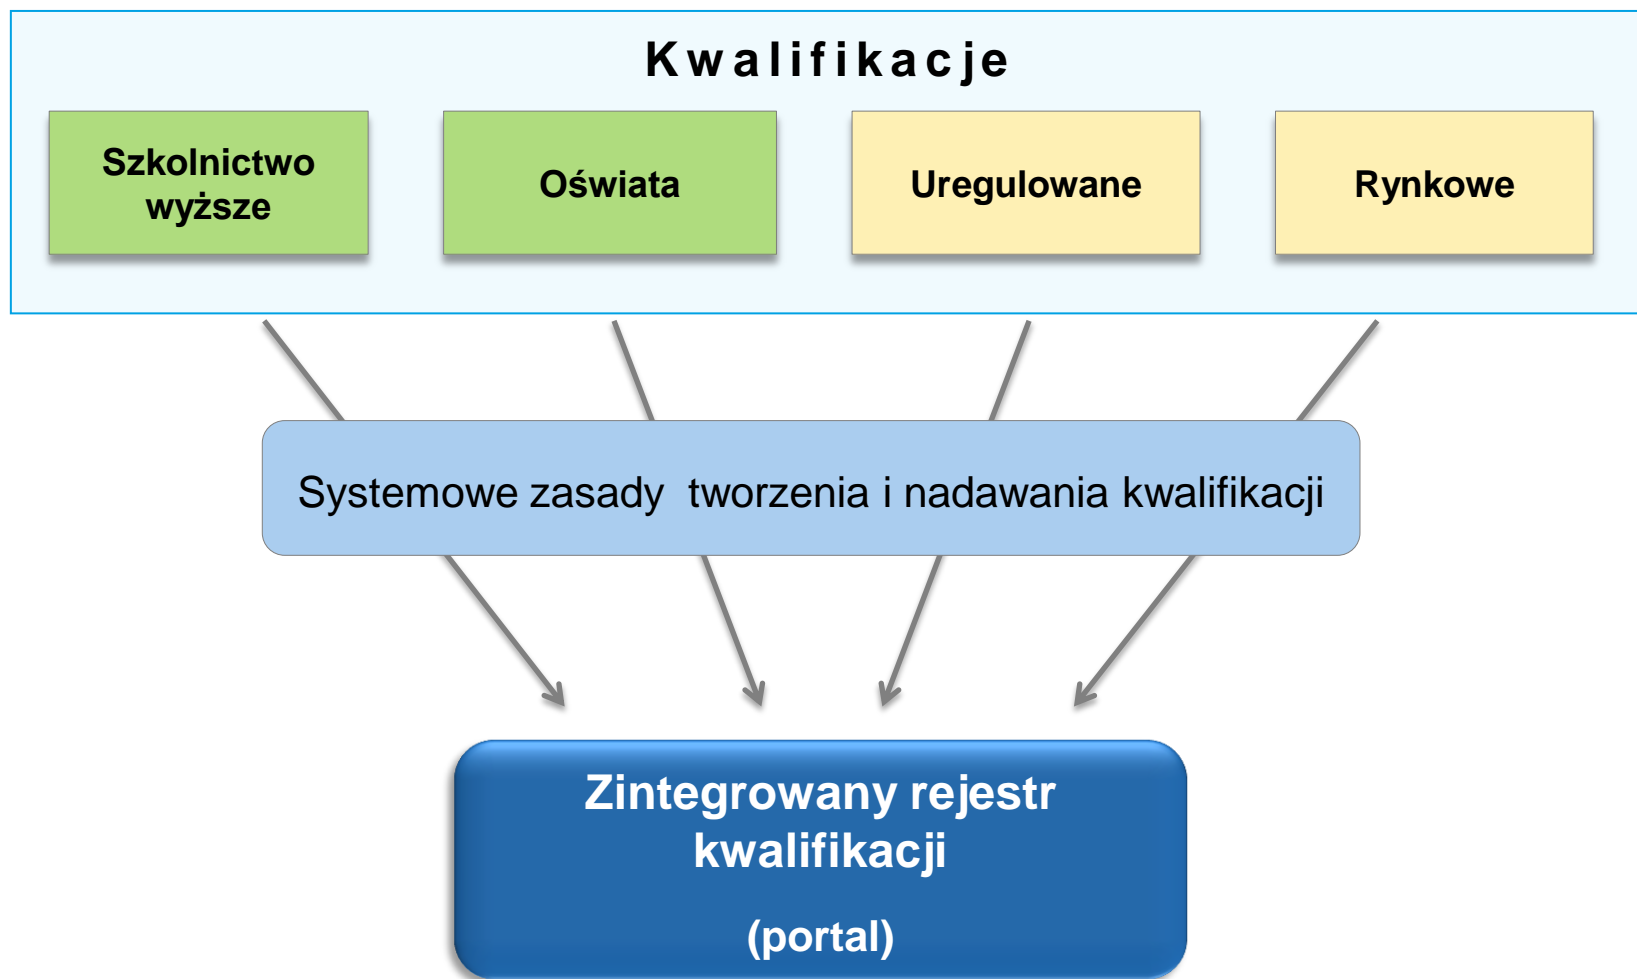 Kwalifikacje
Szkolnictwo
wyższe
Oświata
Uregulowane
Rynkowe
Systemowe zasady  tworzenia i nadawania kwalifikacji
Zintegrowany rejestr
kwalifikacji
(portal)